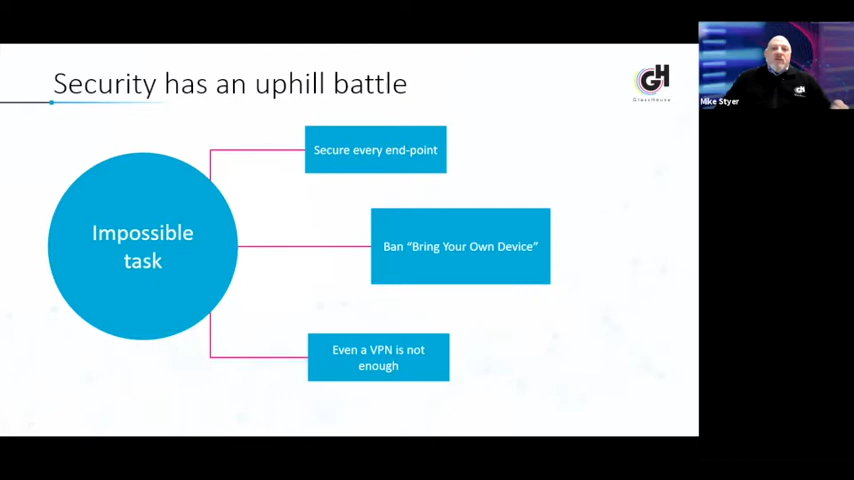 Security has an uphill battle
GH
GlassHouse
GH
Mike Styer
Secure every end-point
Impossible
task
Ban “Bring Your Own Device”
Even a VPN is not
enough